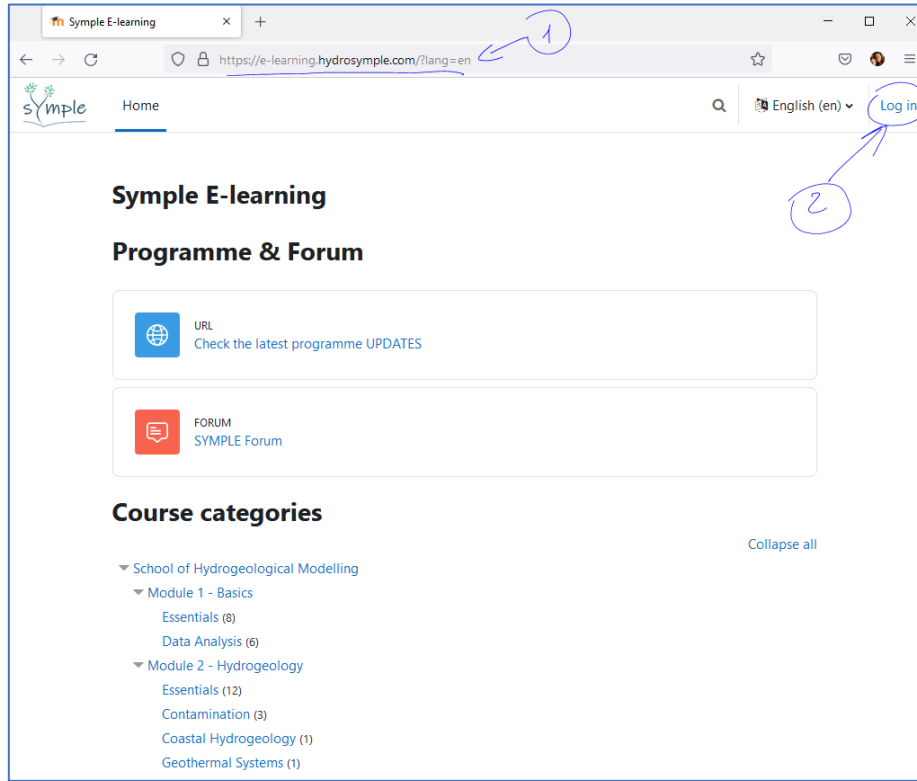 Symple E-learning
https://e-learning.hydrosymple.com/?lang=en
1
symple
Home
English (en)
Log in
2
Symple E-learning
Programme & Forum
URL
Check the latest programme UPDATES
FORUM
SYMPLE Forum
Course categories
Collapse all
School of Hydrogeological Modelling
Module 1 - Basics
Essentials (8)
Data Analysis (6)
Module 2 - Hydrogeology
Essentials (12)
Contamination (3)
Coastal Hydrogeology (1)
Geothermal Systems (1)